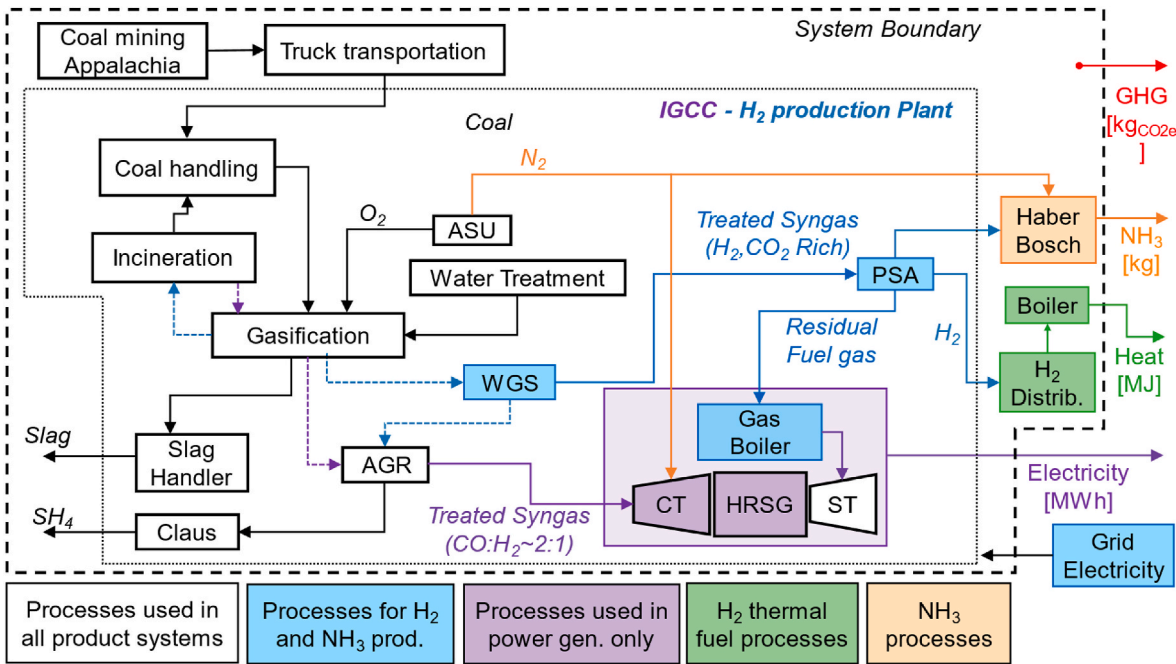 Coal mining
Appalachia
Truck transportation
System Boundary
GHG
[kgCO2e
]
IGCC - H2 production Plant
Coal
Coal handling
N2
O2
ASU
Treated Syngas
(H2,CO2 Rich)
Haber
Bosch
NH3
[kg]
Incineration
Water Treatment
PSA
Gasification
Residual
Fuel gas
H2
Boiler
Heat
[MJ]
H2
Distrib.
WGS
Gas
Boiler
Slag
Slag
Handler
AGR
CT
HRSG
ST
Electricity
[MWh]
SH4
Claus
Treated Syngas
(CO:H2~2:1)
Grid
Electricity
Processes used in
all product systems
Processes for H2
and NH3 prod.
Processes used in
power gen. only
H2 thermal
fuel processes
NH3
processes